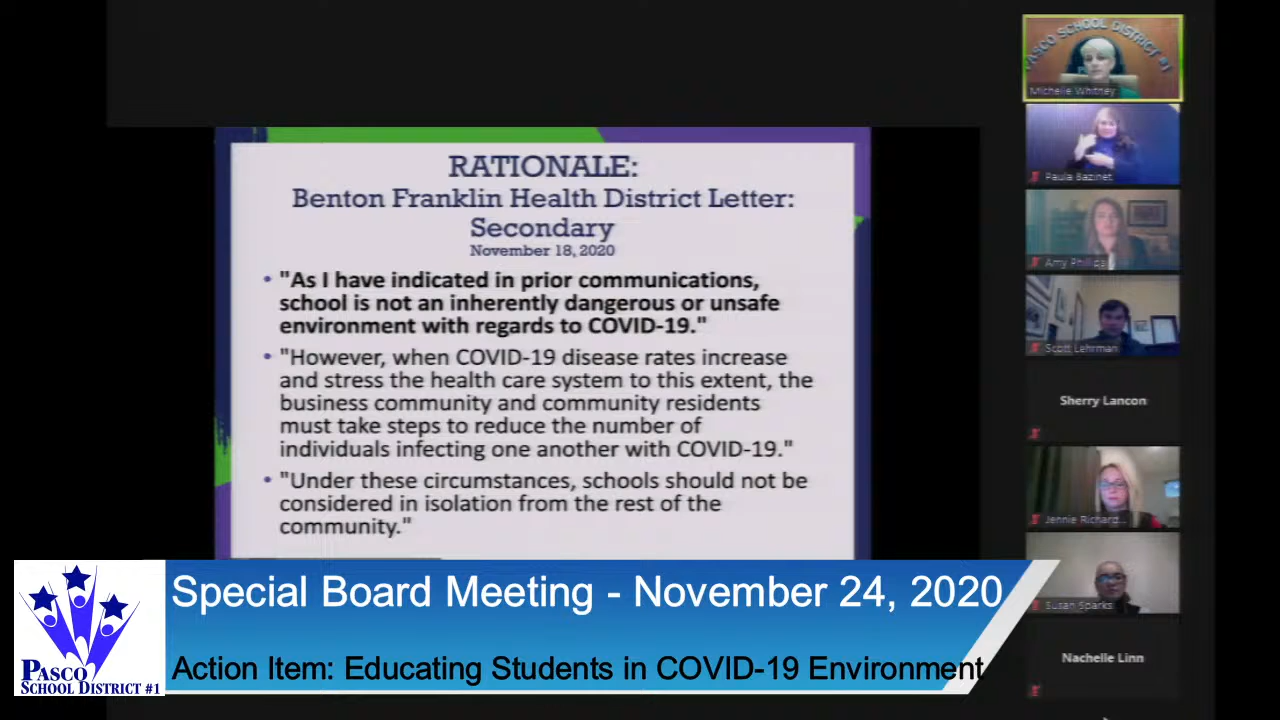 PASCO SCHOOL DISTRICT #1
Michelle Whitney
Paula Bazinet
Amy Phillips
Scott Lehrman
Sherry Lancon
Jennie Richard...
Susan Sparks
Nachelle Linn
RATIONALE:
Benton Franklin Health District Letter:
Secondary
November 18, 2020
• "As I have indicated in prior communications,
school is not an inherently dangerous or unsafe
environment with regards to COVID-19."
• "However, when COVID-19 disease rates increase
and stress the health care system to this extent, the
business community and community residents
must take steps to reduce the number of
individuals infecting one another with COVID-19."
• "Under these circumstances, schools should not be
considered in isolation from the rest of the
community."
Special Board Meeting - November 24, 2020
Action Item: Educating Students in COVID-19 Environment
PASCO
SCHOOL DISTRICT #1